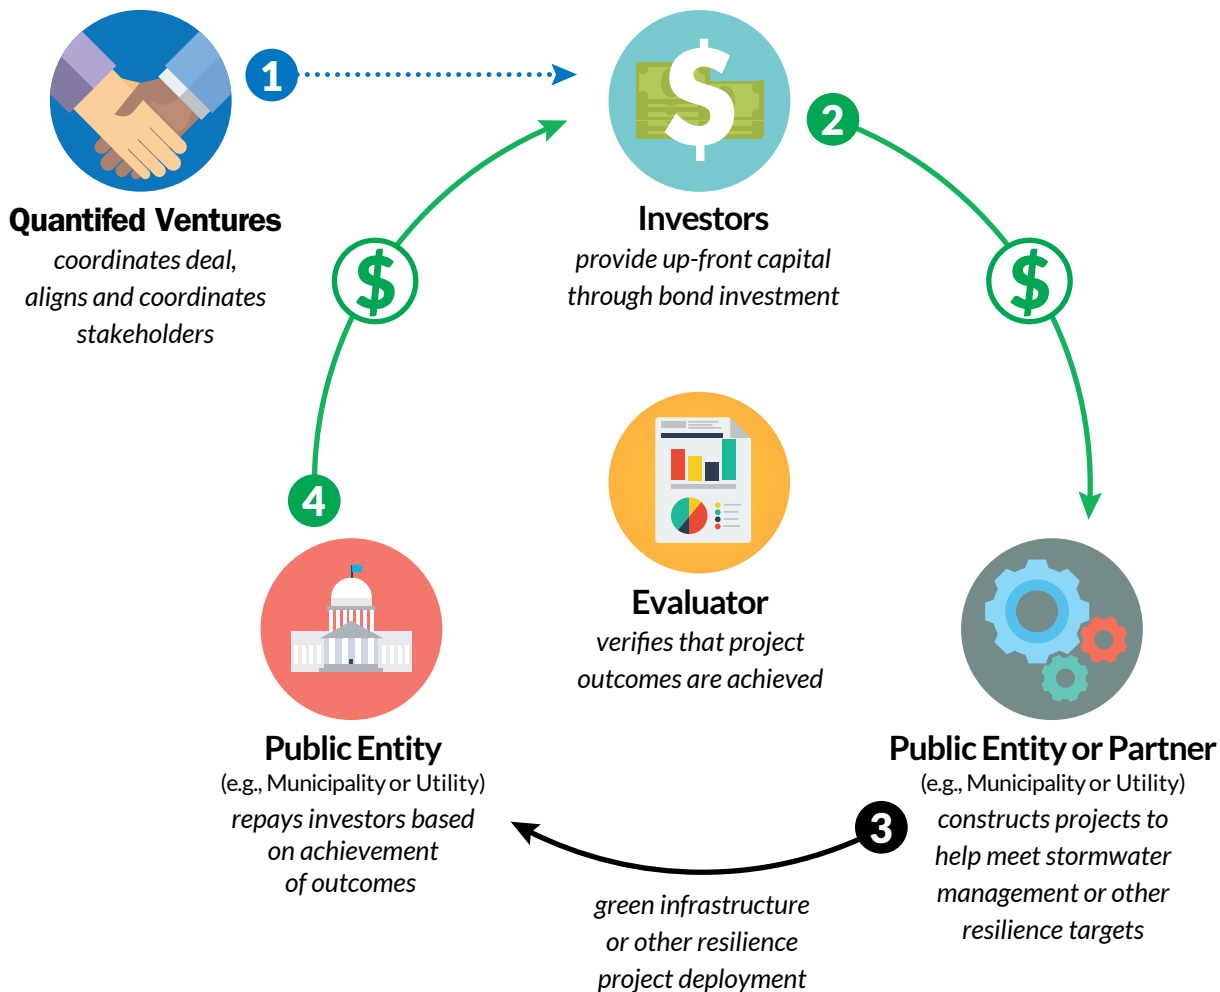 1
Quantifed Ventures
coordinates deal,
aligns and coordinates
stakeholders
$
Investors
provide up-front capital
through bond investment
2
$
$
4
Evaluator
verifies that project
outcomes are achieved
Public Entity
(e.g., Municipality or Utility)
repays investors based
on achievement
of outcomes
Public Entity or Partner
(e.g., Municipality or Utility)
3
constructs projects to
help meet stormwater
management or other
resilience targets
green infrastructure
or other resilience
project deployment